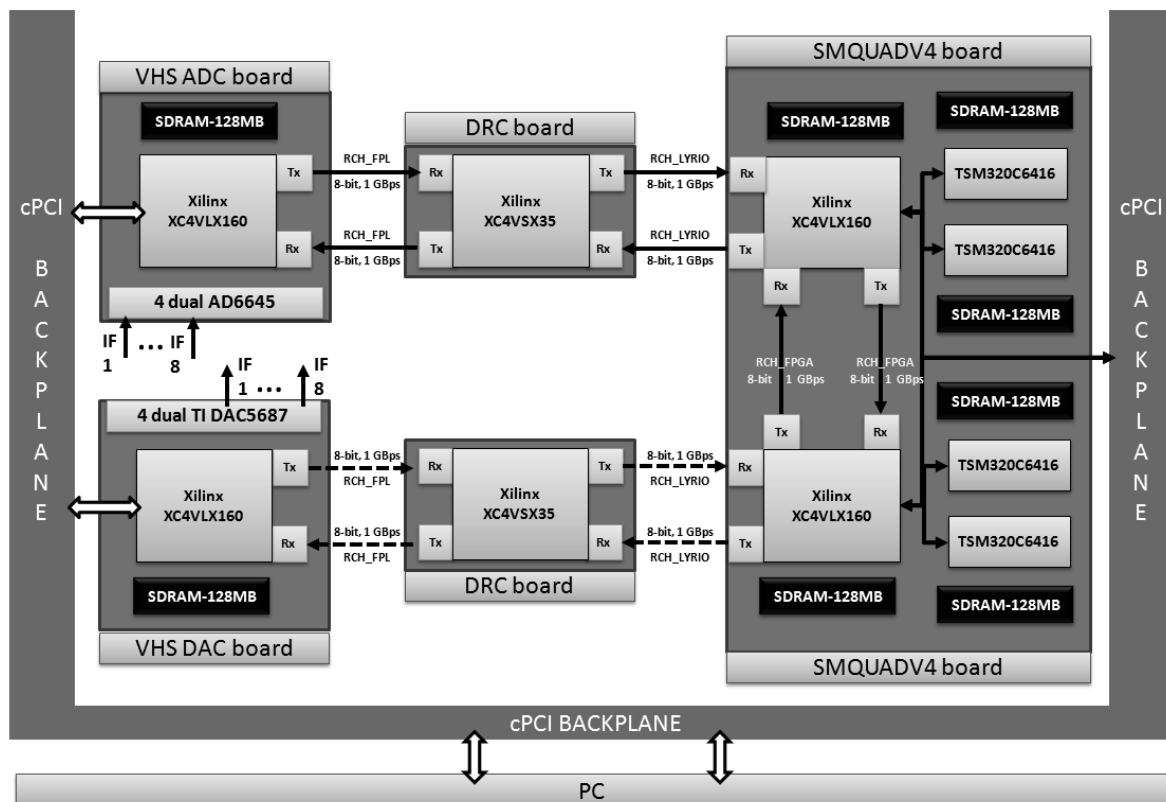 cPCI
B
A
C
K
P
L
A
N
E
VHS ADC board
SDRAM-128MB
Xilinx
XC4VLX160
Tx
Rx
4 dual AD6645
IF
1
...
IF
8
RCH_FPL
8-bit, 1 GBps
RCH_FPL
8-bit, 1 GBps
DRC board
Rx
Tx
Xilinx
XC4VSX35
Tx
Rx
RCH_LYRIO
8-bit, 1 GBps
RCH_LYRIO
8-bit, 1 GBps
SMQUADV4 board
SDRAM-128MB
Rx
Tx
Xilinx
XC4VLX160
Rx
Tx
SDRAM-128MB
TSM320C6416
TSM320C6416
SDRAM-128MB
RCH_FPGA
8-bit 1 GBps
RCH_FPGA
8-bit 1 GBps
IF
1
...
IF
8
4 dual TI DAC5687
Xilinx
XC4VLX160
Tx
Rx
SDRAM-128MB
VHS DAC board
8-bit, 1 GBps
RCH_FPL
8-bit, 1 GBps
RCH_FPL
Rx
Tx
Xilinx
XC4VSX35
Tx
Rx
DRC board
8-bit, 1 GBps
RCH_LYRIO
8-bit, 1 GBps
RCH_LYRIO
Tx
Rx
Rx
Tx
Xilinx
XC4VLX160
SDRAM-128MB
SDRAM-128MB
TSM320C6416
TSM320C6416
SDRAM-128MB
SMQUADV4 board
cPCI
B
A
C
K
P
L
A
N
E
cPCI BACKPLANE
PC